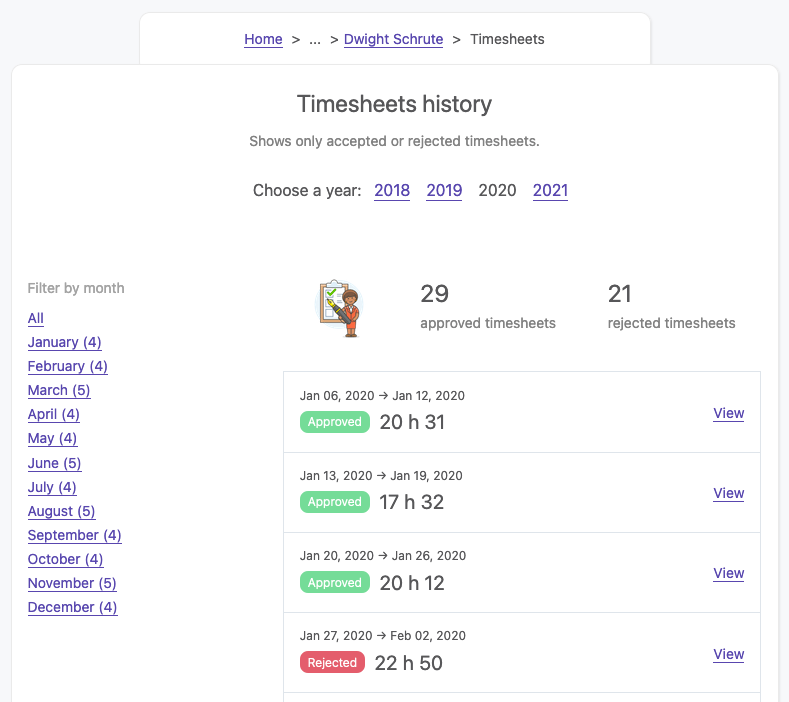 Home > ... > Dwight Schrute > Timesheets
Timesheets history
Shows only accepted or rejected timesheets.
Choose a year: 2018 2019 2020 2021
Filter by month
All
January (4)
February (4)
March (5)
April (4)
May (4)
June (5)
July (4)
August (5)
September (4)
October (4)
November (5)
December (4)
29
approved timesheets
21
rejected timesheets
Jan 06, 2020 → Jan 12, 2020
Approved 20 h 31
View
Jan 13, 2020 → Jan 19, 2020
Approved 17 h 32
View
Jan 20, 2020 → Jan 26, 2020
Approved 20 h 12
View
Jan 27, 2020 → Feb 02, 2020
Rejected 22 h 50
View